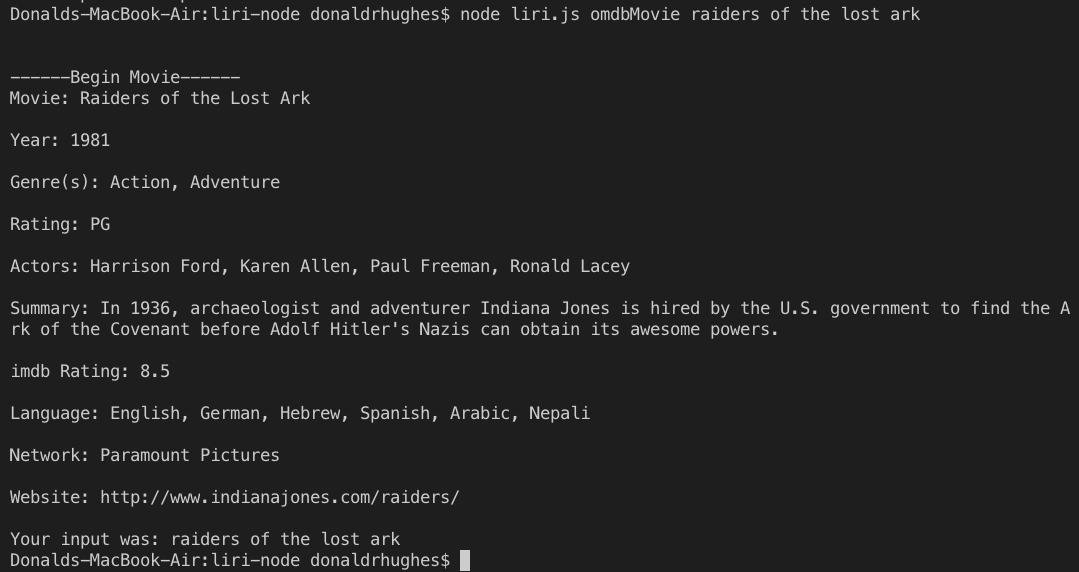 Donalds-MacBook-Air:liri-node donaldrhughes$ node liri.js omdbMovie raiders of the lost ark
------Begin Movie------
Movie: Raiders of the Lost Ark
Year: 1981
Genre(s): Action, Adventure
Rating: PG
Actors: Harrison Ford, Karen Allen, Paul Freeman, Ronald Lacey
Summary: In 1936, archaeologist and adventurer Indiana Jones is hired by the U.S. government to find the A
rk of the Covenant before Adolf Hitler's Nazis can obtain its awesome powers.
imdb Rating: 8.5
Language: English, German, Hebrew, Spanish, Arabic, Nepali
Network: Paramount Pictures
Website: http://www.indianajones.com/raiders/
Your input was: raiders of the lost ark
Donalds-MacBook-Air:liri-node donaldrhughes$